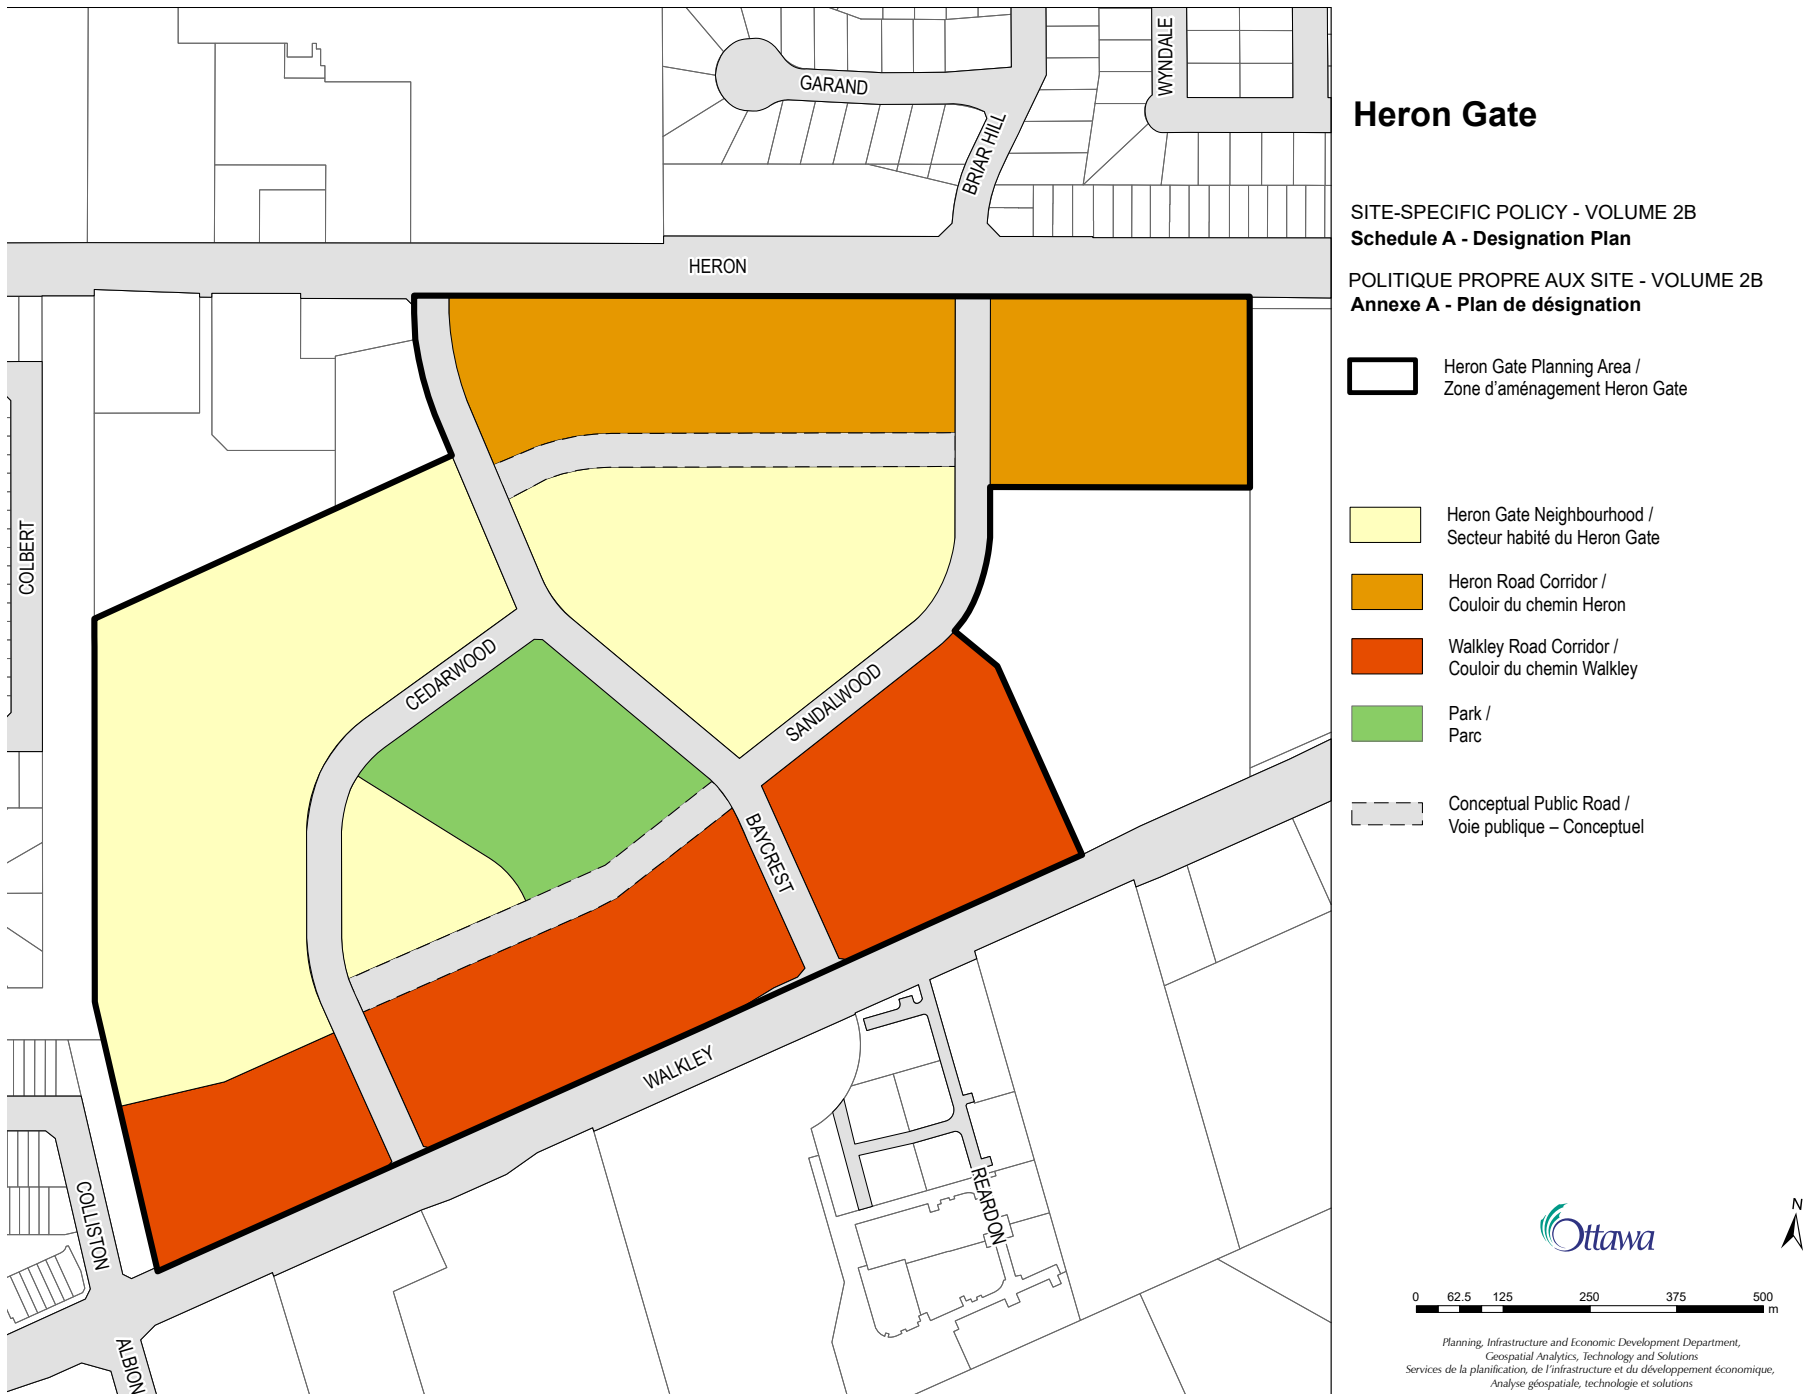 GARAND
BRIAR HILL
WYNDALE
HERON
COLBERT
CEDARWOOD
SANDALWOOD
BAYCREST
WALKLEY
COLLISTON
REARDON
ALBION
Heron Gate
SITE-SPECIFIC POLICY - VOLUME 2B
Schedule A - Designation Plan
POLITIQUE PROPRE AUX SITE - VOLUME 2B
Annexe A - Plan de désignation
Heron Gate Planning Area /
Zone d'aménagement Heron Gate
Heron Gate Neighbourhood /
Secteur habité du Heron Gate
Heron Road Corridor /
Couloir du chemin Heron
Walkley Road Corridor /
Couloir du chemin Walkley
Park /
Parc
Conceptual Public Road /
Voie publique – Conceptuel
Ottawa
N
0 62.5 125 250 375 500
m
Planning, Infrastructure and Economic Development Department,
Geospatial Analytics, Technology and Solutions
Services de la planification, de l'infrastructure et du développement économique,
Analyse géospatiale, technologie et solutions